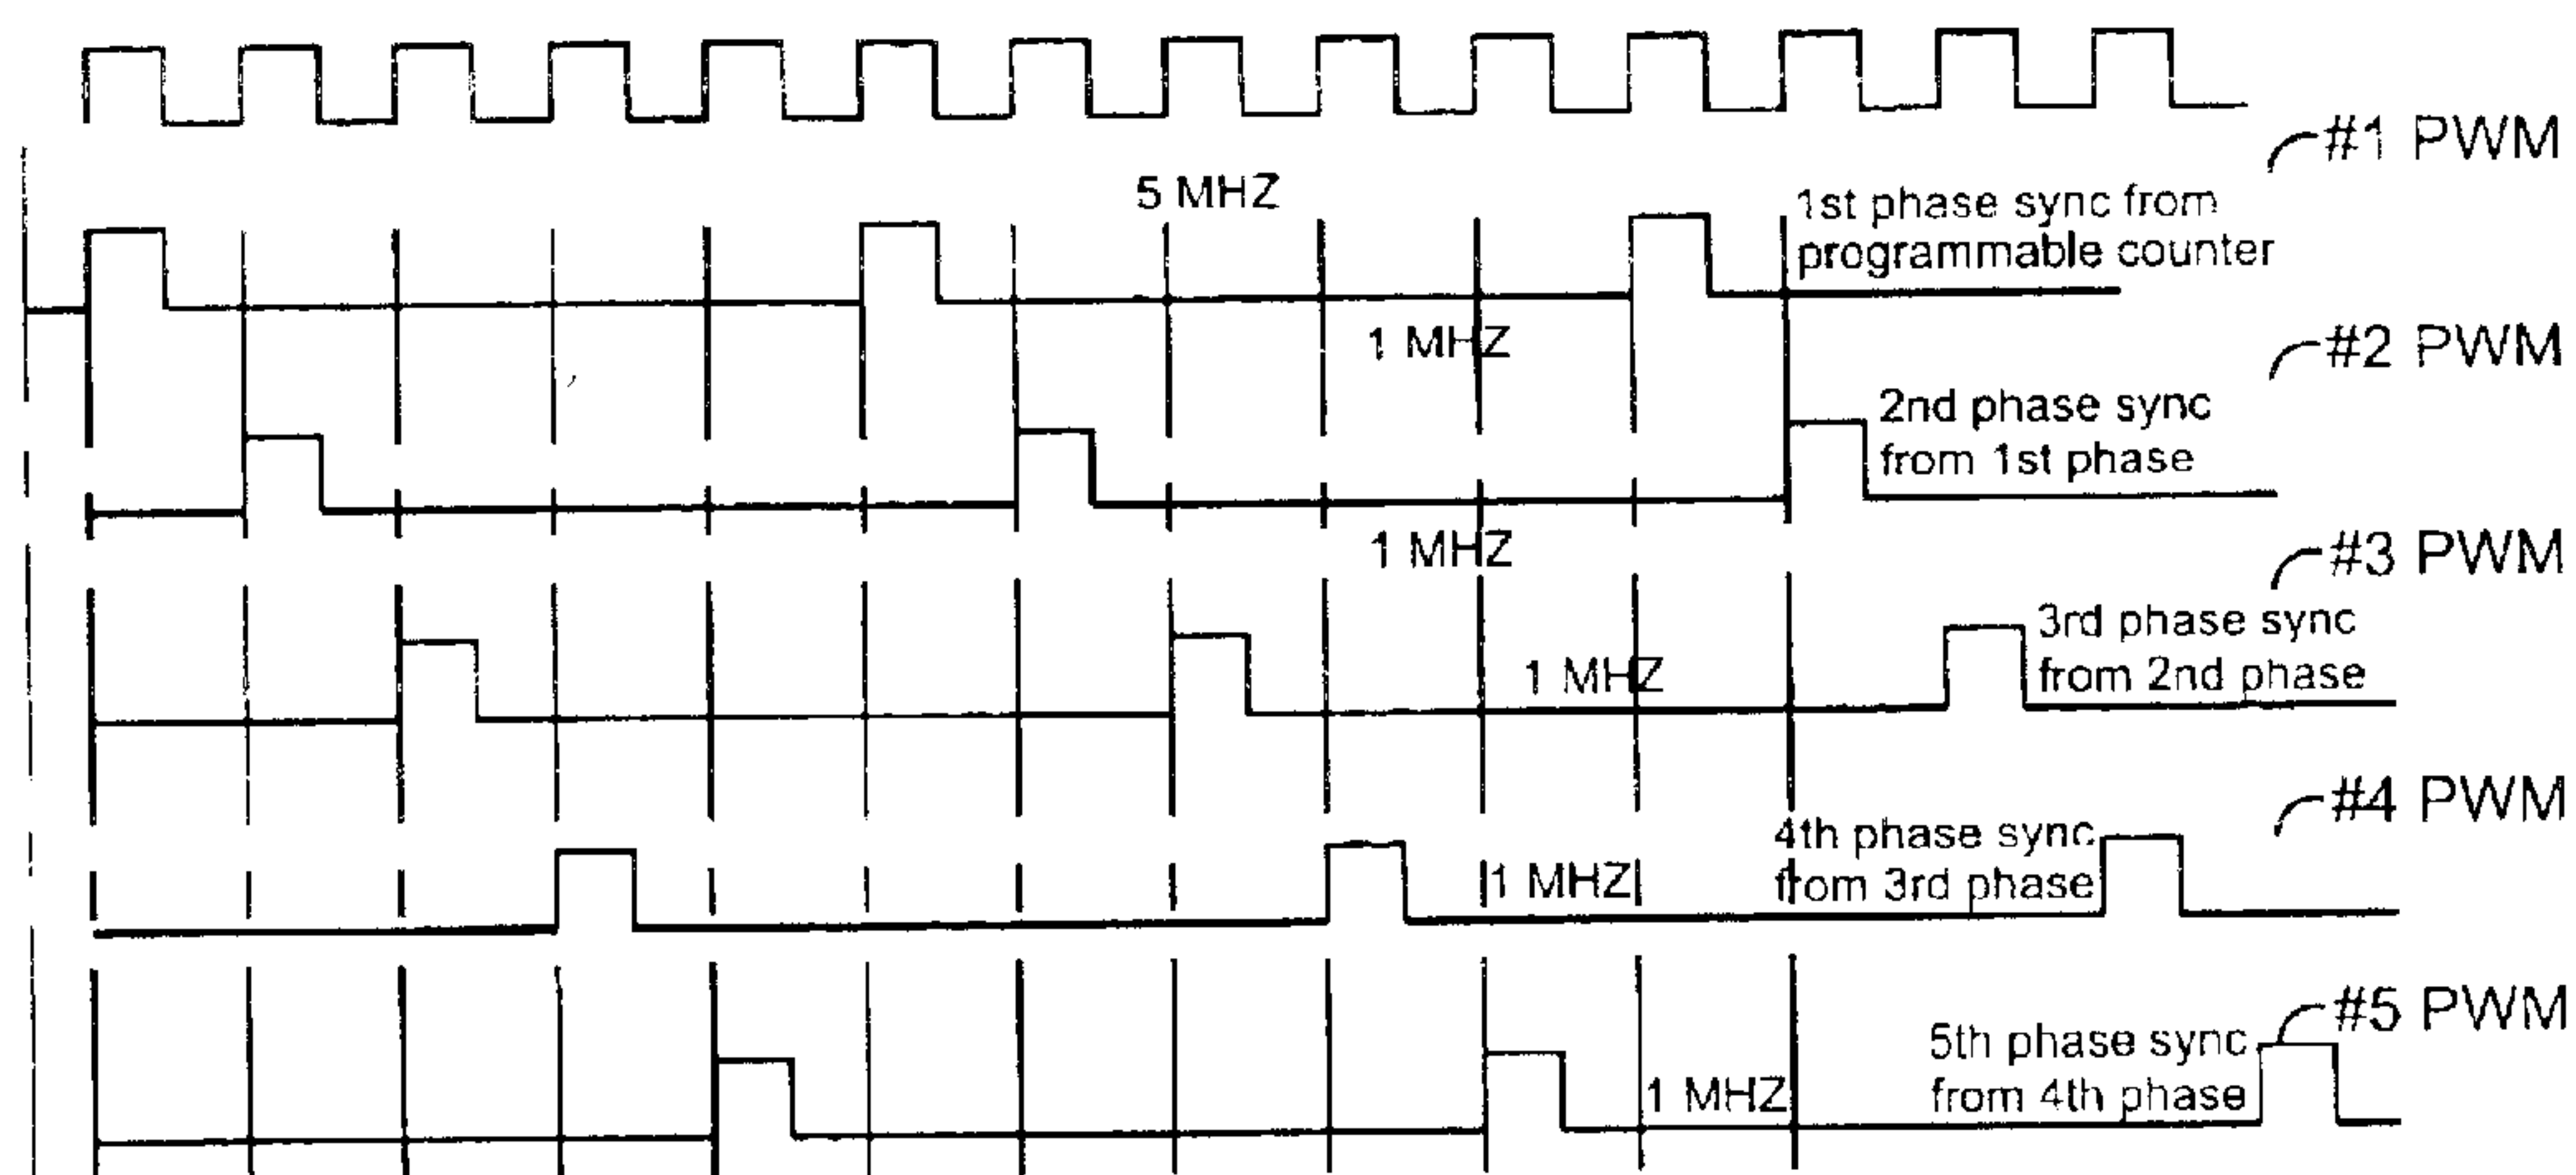 #1 PWM
5 MHZ
1st phase sync from
programmable counter
1 MHZ
#2 PWM
2nd phase sync
from 1st phase
1 MHZ
#3 PWM
3rd phase sync
from 2nd phase
1 MHZ
#4 PWM
4th phase sync
from 3rd phase
1 MHZ
#5 PWM
5th phase sync
from 4th phase
1 MHZ